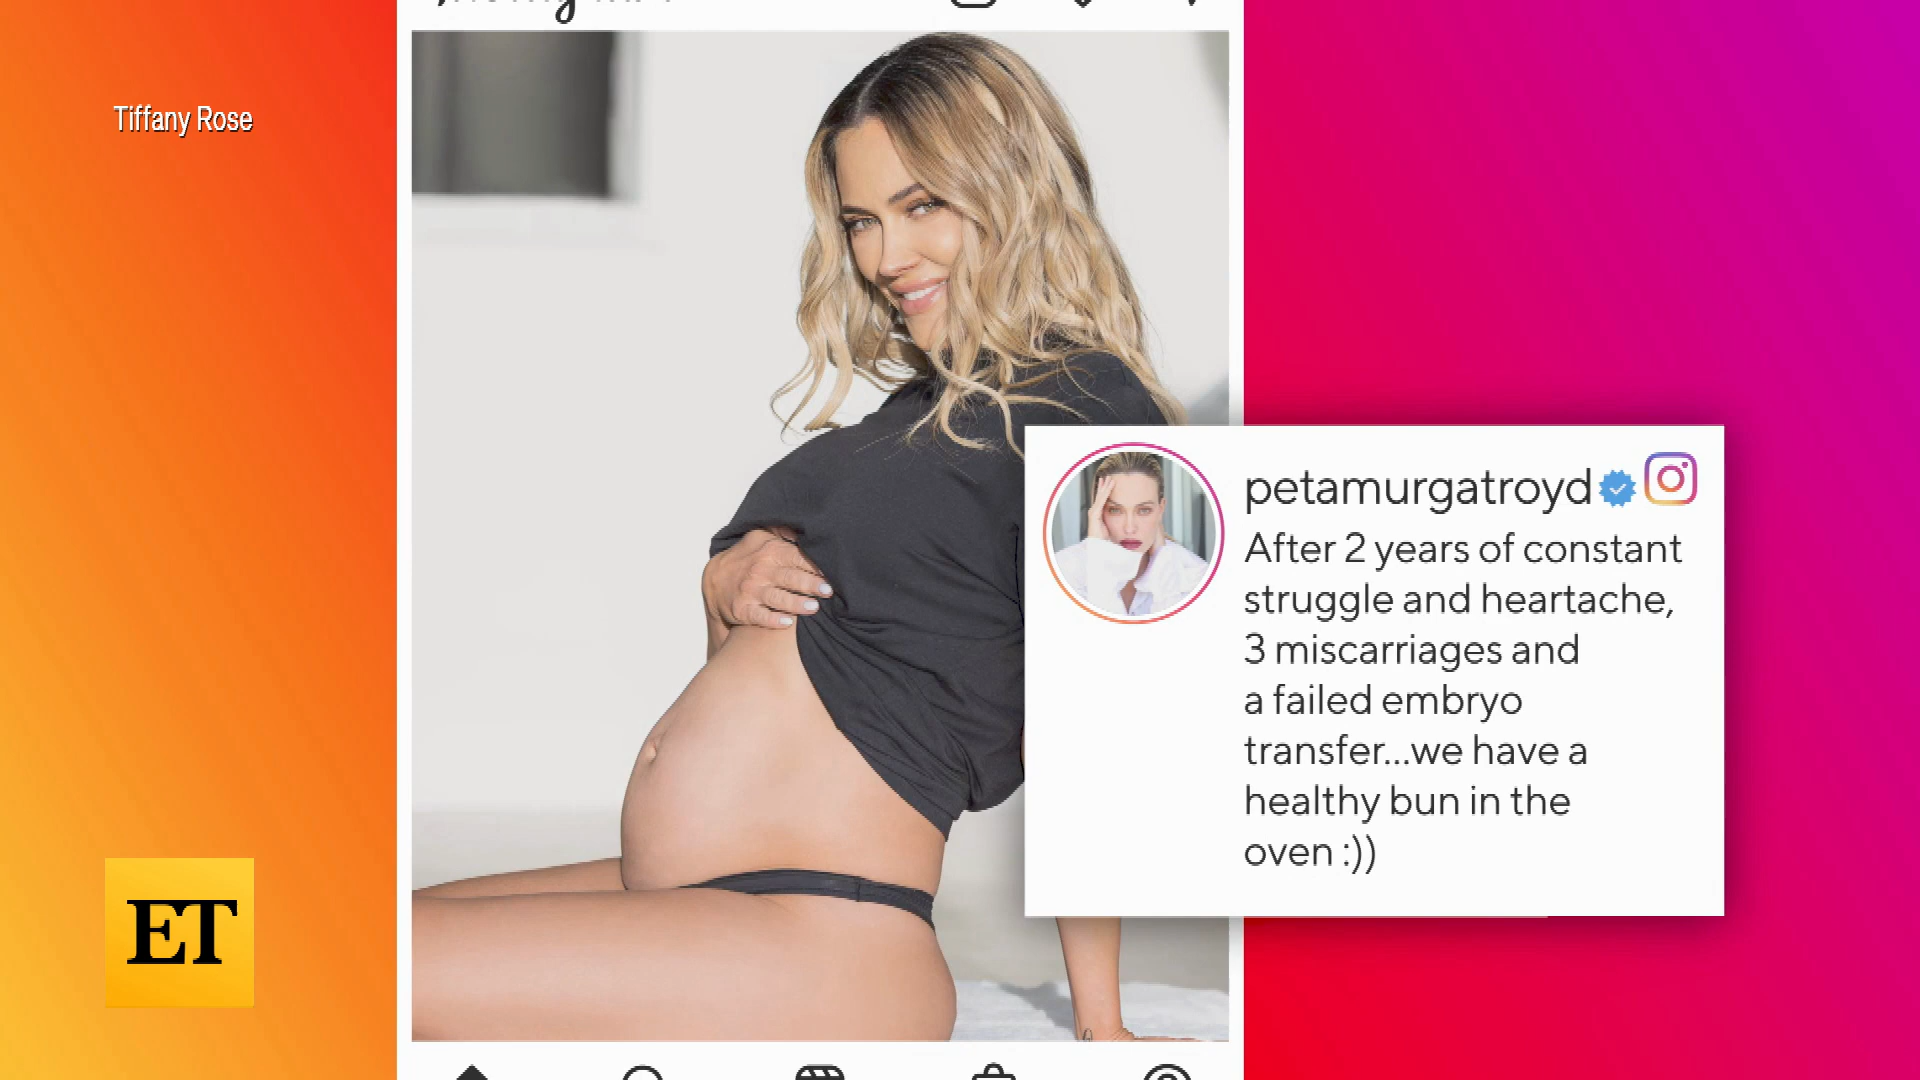 Tiffany Rose
petamurgatroyd
After 2 years of constant
struggle and heartache,
3 miscarriages and
a failed embryo
transfer...we have a
healthy bun in the
oven :))
ET